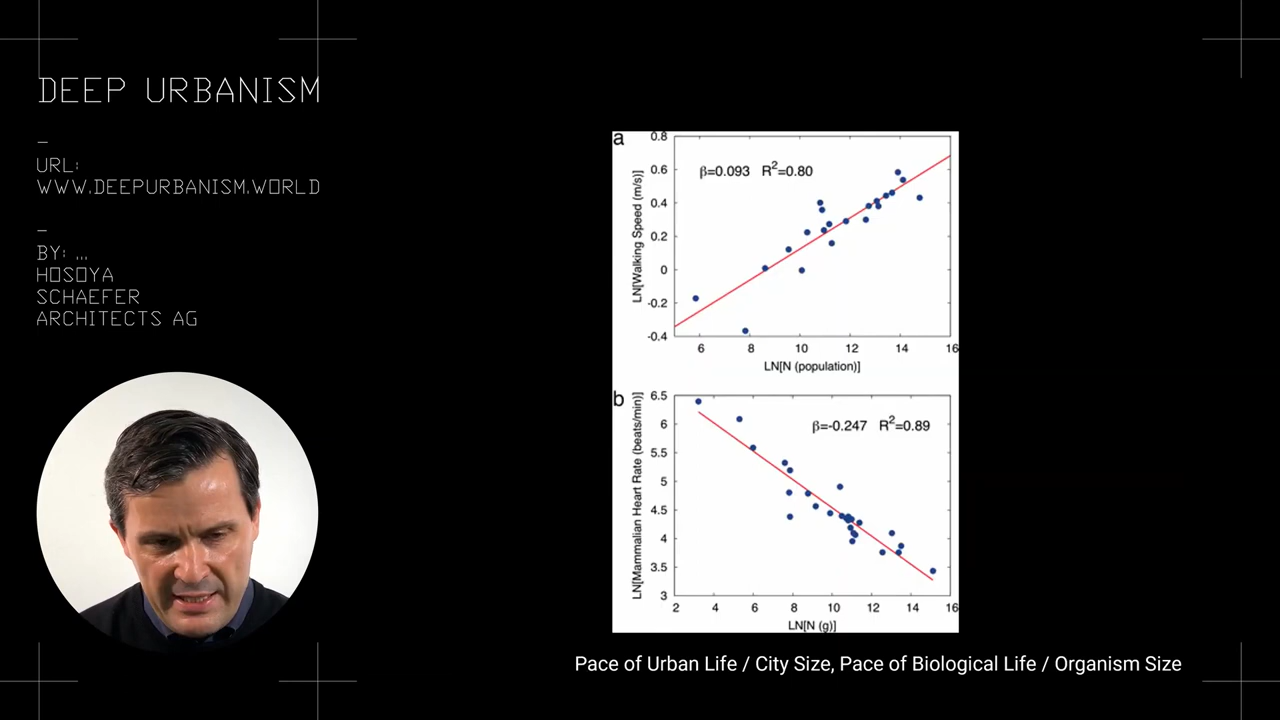 DEEP URBANISM
–
URL:
WWW.DEEPURBANISM.WORLD
–
BY: ...
HOSOYA
SCHAEFER
ARCHITECTS AG
a
0.8
0.6
0.4
0.2
0
-0.2
-0.4
LN[Walking Speed (m/s)]
β=0.093 R²=0.80
6 8 10 12 14 16
LN[N (population)]
b
6.5
6
5.5
5
4.5
4
3.5
3
LN[Mammalian Heart Rate (beats/min)]
β=-0.247 R²=0.89
2 4 6 8 10 12 14 16
LN[N (g)]
Pace of Urban Life / City Size, Pace of Biological Life / Organism Size